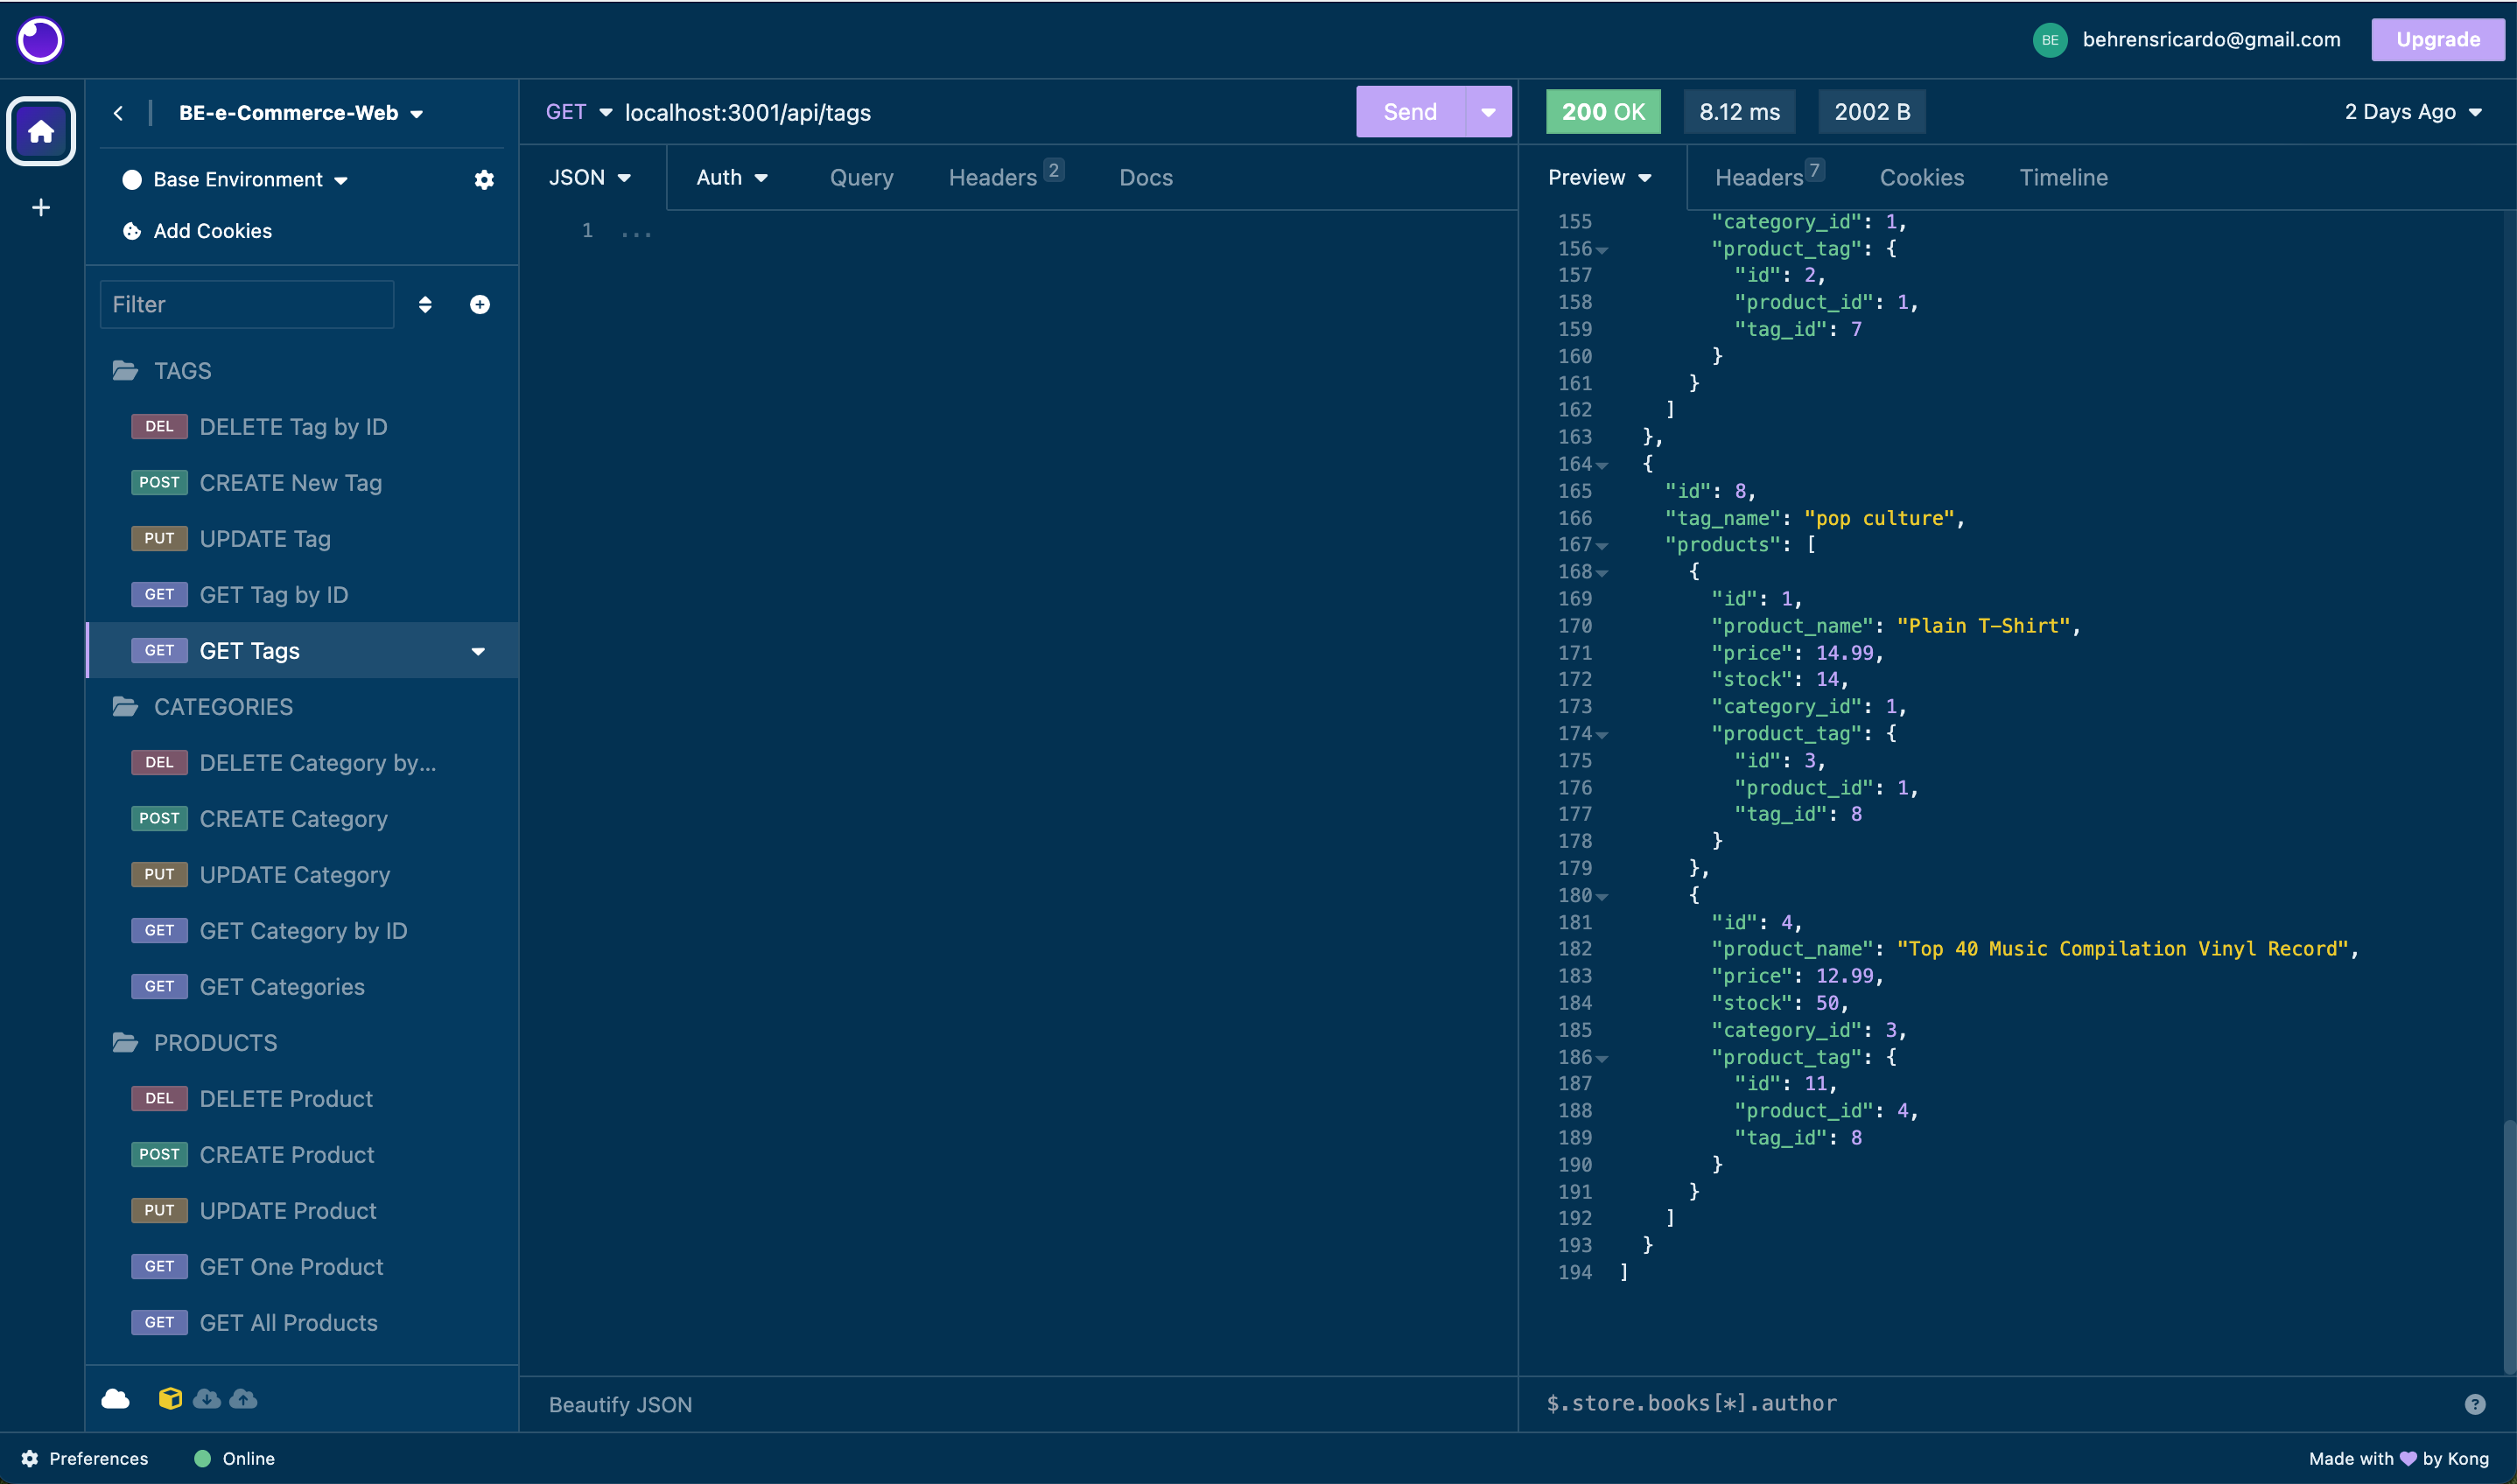 BE behrensricardo@gmail.com Upgrade
BE-e-Commerce-Web
Base Environment
Add Cookies
Filter
TAGS
DEL DELETE Tag by ID
POST CREATE New Tag
PUT UPDATE Tag
GET GET Tag by ID
GET GET Tags
CATEGORIES
DEL DELETE Category by...
POST CREATE Category
PUT UPDATE Category
GET GET Category by ID
GET GET Categories
PRODUCTS
DEL DELETE Product
POST CREATE Product
PUT UPDATE Product
GET GET One Product
GET GET All Products
GET localhost:3001/api/tags Send
JSON Auth Query Headers 2 Docs
1 ...
Beautify JSON
200 OK 8.12 ms 2002 B 2 Days Ago
Preview Headers 7 Cookies Timeline
155 "category_id": 1,
156 "product_tag": {
157 "id": 2,
158 "product_id": 1,
159 "tag_id": 7
160 }
161 }
162 ]
163 },
164 {
165 "id": 8,
166 "tag_name": "pop culture",
167 "products": [
168 {
169 "id": 1,
170 "product_name": "Plain T-Shirt",
171 "price": 14.99,
172 "stock": 14,
173 "category_id": 1,
174 "product_tag": {
175 "id": 3,
176 "product_id": 1,
177 "tag_id": 8
178 }
179 },
180 {
181 "id": 4,
182 "product_name": "Top 40 Music Compilation Vinyl Record",
183 "price": 12.99,
184 "stock": 50,
185 "category_id": 3,
186 "product_tag": {
187 "id": 11,
188 "product_id": 4,
189 "tag_id": 8
190 }
191 }
192 ]
193 }
194 ]
$.store.books[*].author
Preferences Online Made with 💜 by Kong